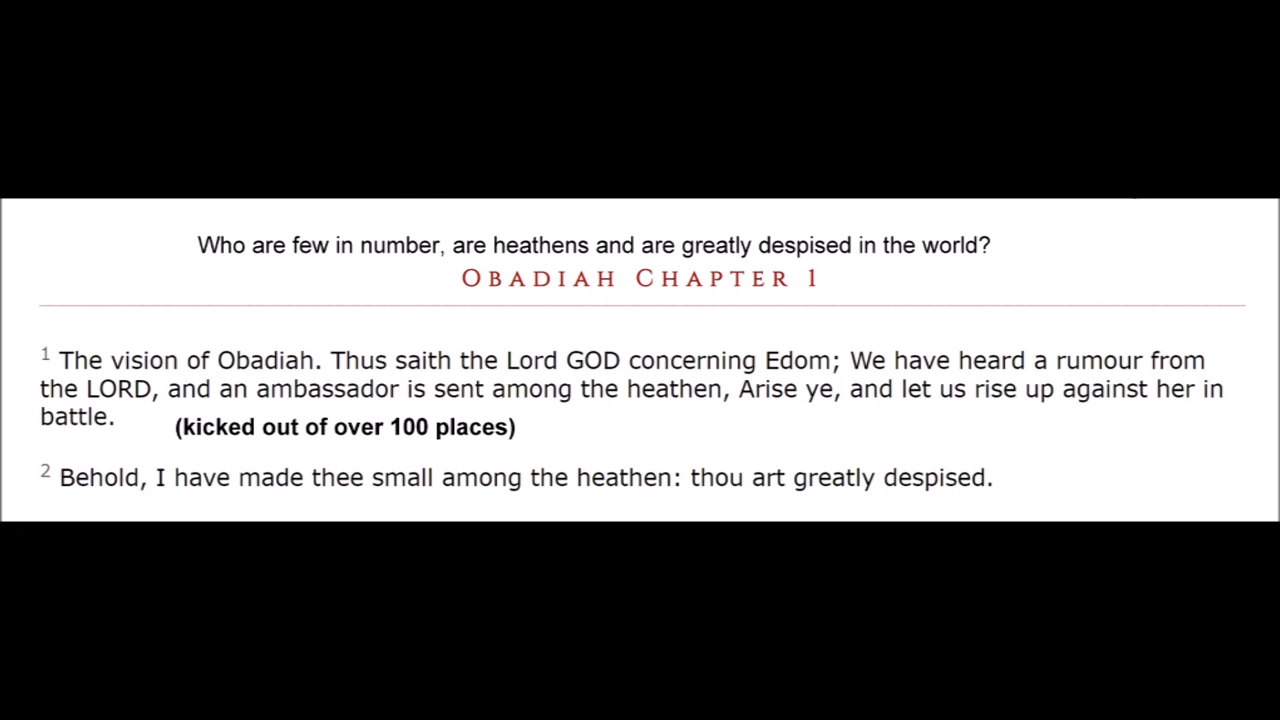 Who are few in number, are heathens and are greatly despised in the world?
OBADIAH CHAPTER 1
1 The vision of Obadiah. Thus saith the Lord GOD concerning Edom; We have heard a rumour from
the LORD, and an ambassador is sent among the heathen, Arise ye, and let us rise up against her in
battle.
(kicked out of over 100 places)
2 Behold, I have made thee small among the heathen: thou art greatly despised.